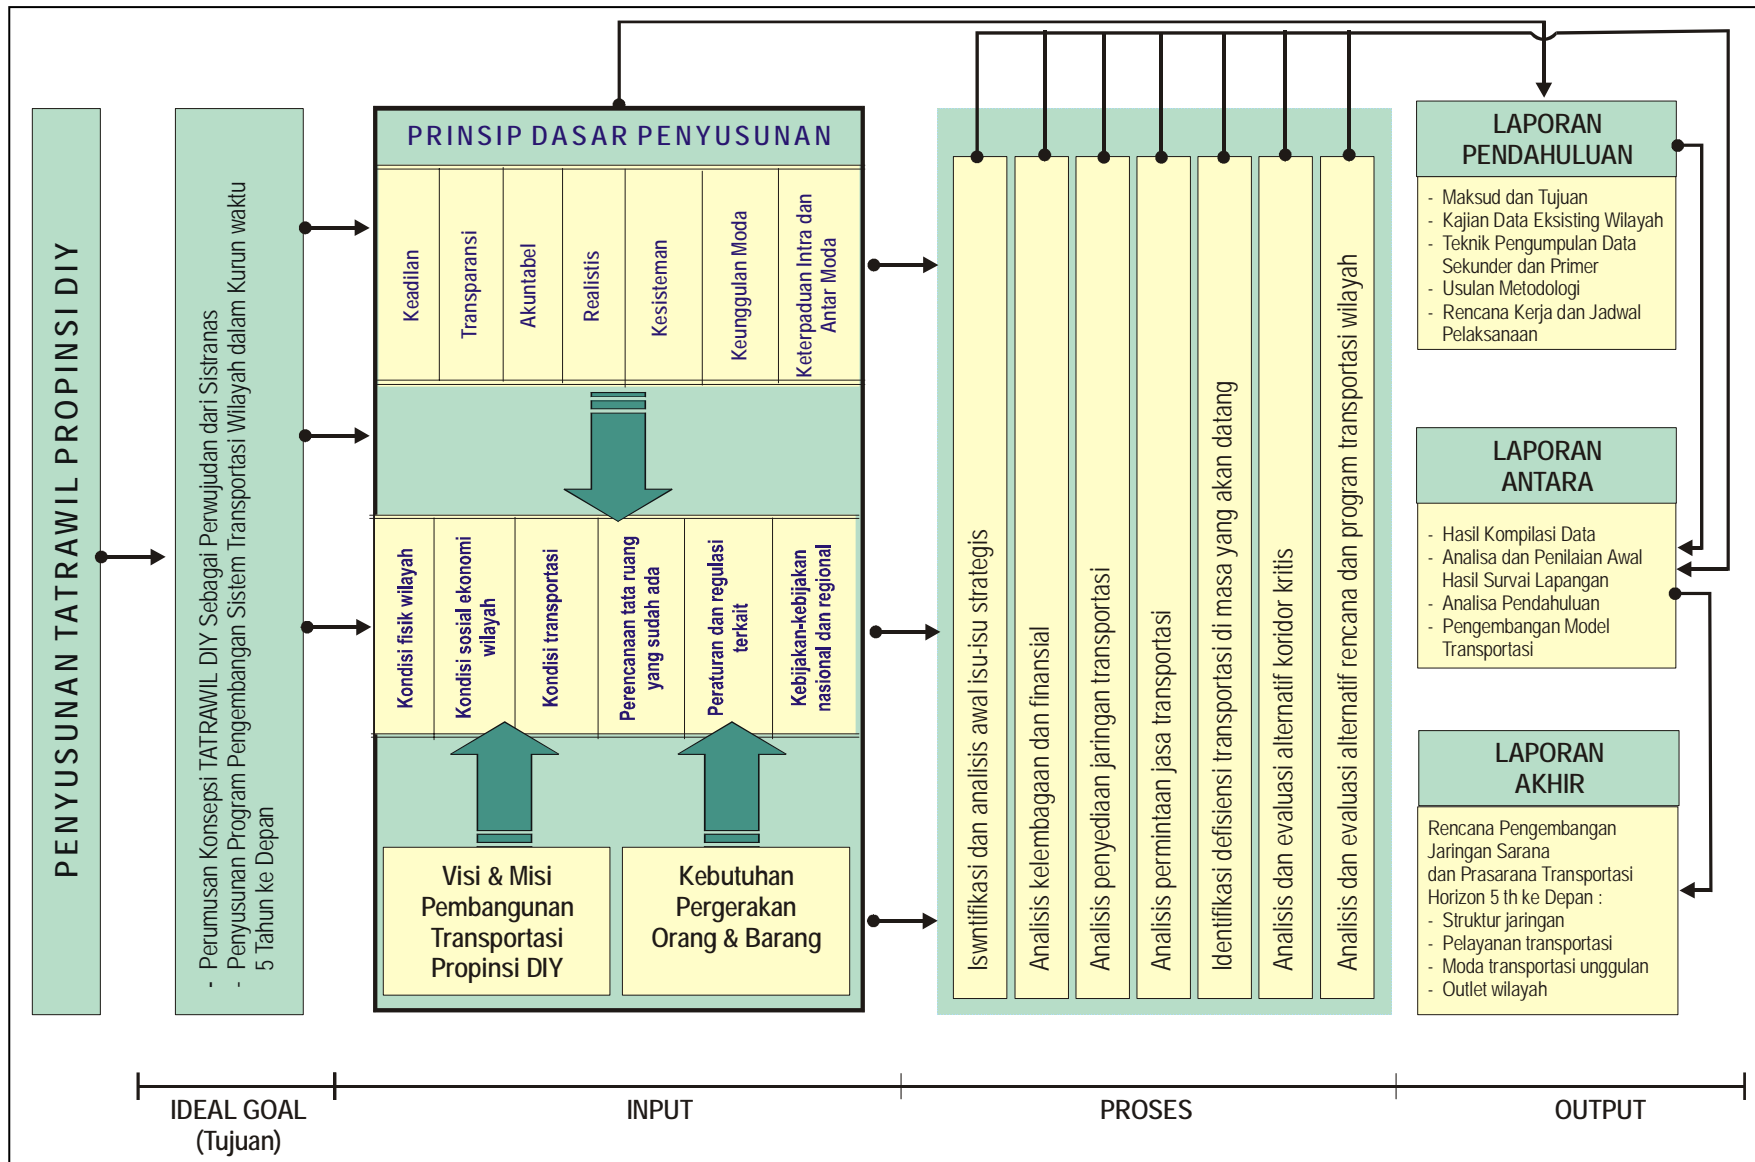 PENYUSUNAN TATRAWIL PROPINSI DIY
- Perumusan Konsepsi TATRAWIL DIY Sebagai Perwujudan dari Sistranas
- Penyusunan Program Pengembangan Sistem Transportasi Wilayah dalam Kurun waktu
5 Tahun ke Depan
PRINSIP DASAR PENYUSUNAN
Keadilan
Transparansi
Akuntabel
Realistis
Kesisteman
Keunggulan Moda
Keterpaduan Intra dan
Antar Moda
Kondisi fisik wilayah
Kondisi sosial ekonomi
wilayah
Kondisi transportasi
Perencanaan tata ruang
yang sudah ada
Peraturan dan regulasi
terkait
Kebijakan-kebijakan
nasional dan regional
Visi & Misi
Pembangunan
Transportasi
Propinsi DIY
Kebutuhan
Pergerakan
Orang & Barang
Iswntifikasi dan analisis awal isu-isu strategis
Analisis kelembagaan dan finansial
Analisis penyediaan jaringan transportasi
Analisis permintaan jasa transportasi
Identifikasi defisiensi transportasi di masa yang akan datang
Analisis dan evaluasi alternatif koridor kritis
Analisis dan evaluasi alternatif rencana dan program transportasi wilayah
LAPORAN
PENDAHULUAN
- Maksud dan Tujuan
- Kajian Data Eksisting Wilayah
- Teknik Pengumpulan Data
Sekunder dan Primer
- Usulan Metodologi
- Rencana Kerja dan Jadwal
Pelaksanaan
LAPORAN
ANTARA
- Hasil Kompilasi Data
- Analisa dan Penilaian Awal
Hasil Survai Lapangan
- Analisa Pendahuluan
- Pengembangan Model
Transportasi
LAPORAN
AKHIR
Rencana Pengembangan
Jaringan Sarana
dan Prasarana Transportasi
Horizon 5 th ke Depan :
- Struktur jaringan
- Pelayanan transportasi
- Moda transportasi unggulan
- Outlet wilayah
IDEAL GOAL
(Tujuan)
INPUT
PROSES
OUTPUT